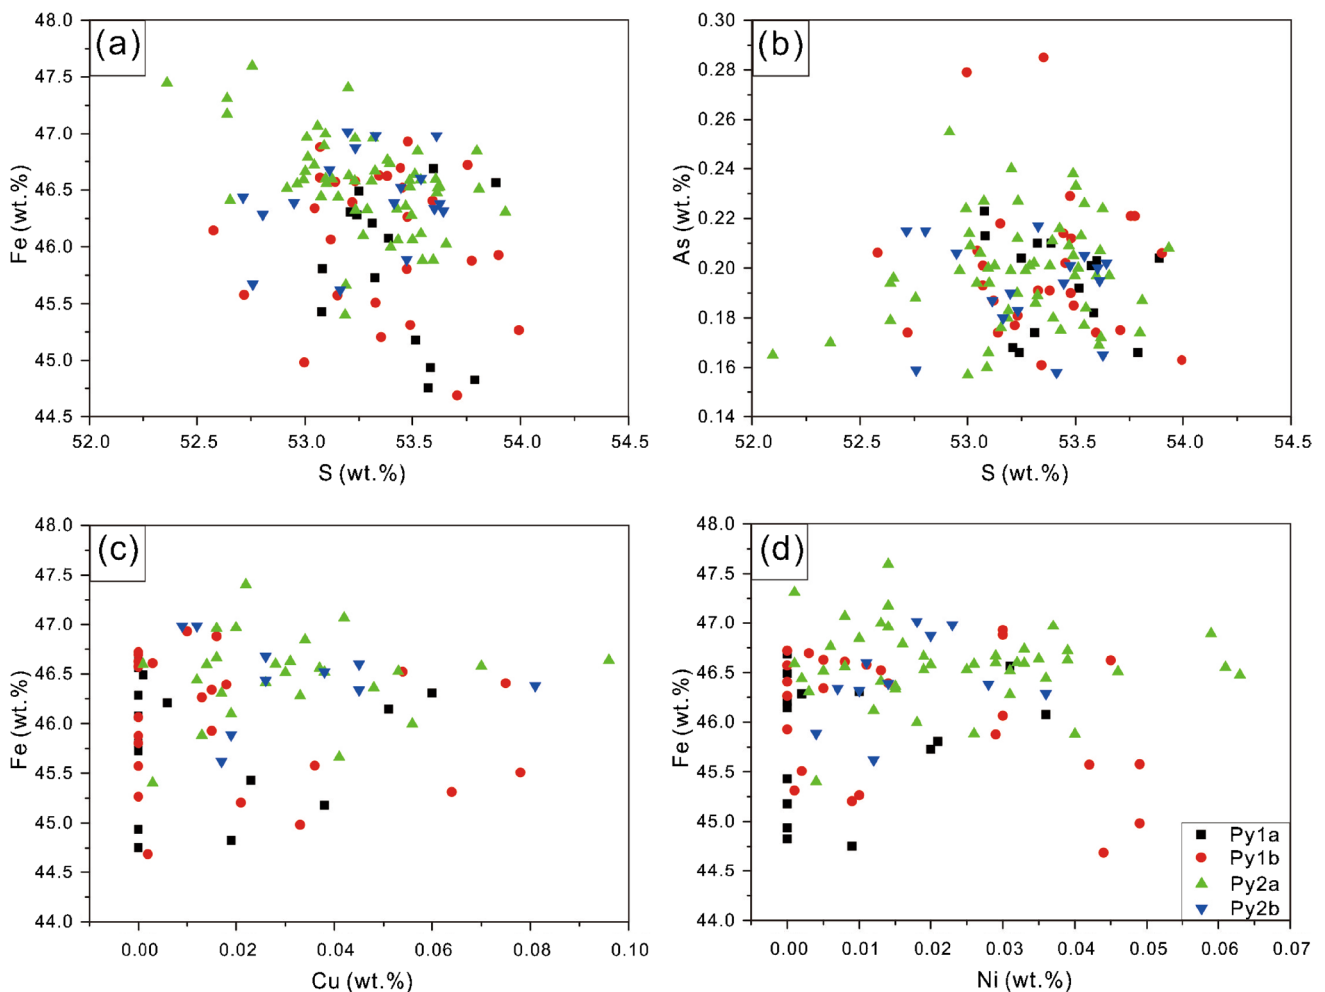 (a)
48.0
47.5
47.0
46.5
46.0
45.5
45.0
44.5
Fe (wt.%)
52.0 52.5 53.0 53.5 54.0 54.5
S (wt.%)
(b)
0.30
0.28
0.26
0.24
0.22
0.20
0.18
0.16
0.14
As (wt.%)
52.0 52.5 53.0 53.5 54.0 54.5
S (wt.%)
(c)
48.0
47.5
47.0
46.5
46.0
45.5
45.0
44.5
44.0
Fe (wt.%)
0.00 0.02 0.04 0.06 0.08 0.10
Cu (wt.%)
(d)
48.0
47.5
47.0
46.5
46.0
45.5
45.0
44.5
44.0
Fe (wt.%)
0.00 0.01 0.02 0.03 0.04 0.05 0.06 0.07
Ni (wt.%)
Py1a
Py1b
Py2a
Py2b